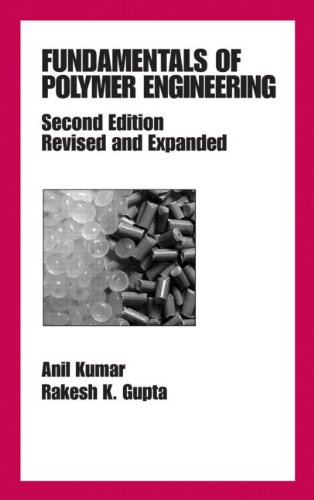 FUNDAMENTALS OF
POLYMER ENGINEERING
Second Edition
Revised and Expanded
Anil Kumar
Rakesh K. Gupta